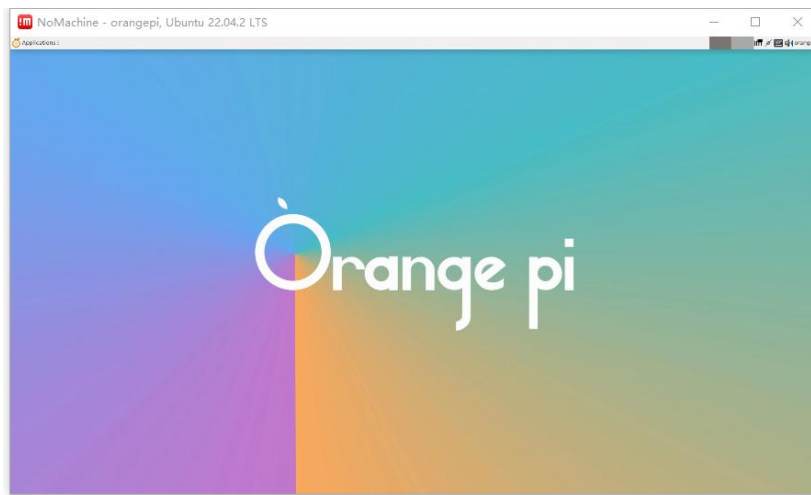 NoMachine - orangepi, Ubuntu 22.04.2 LTS
Applications :
Orange pi